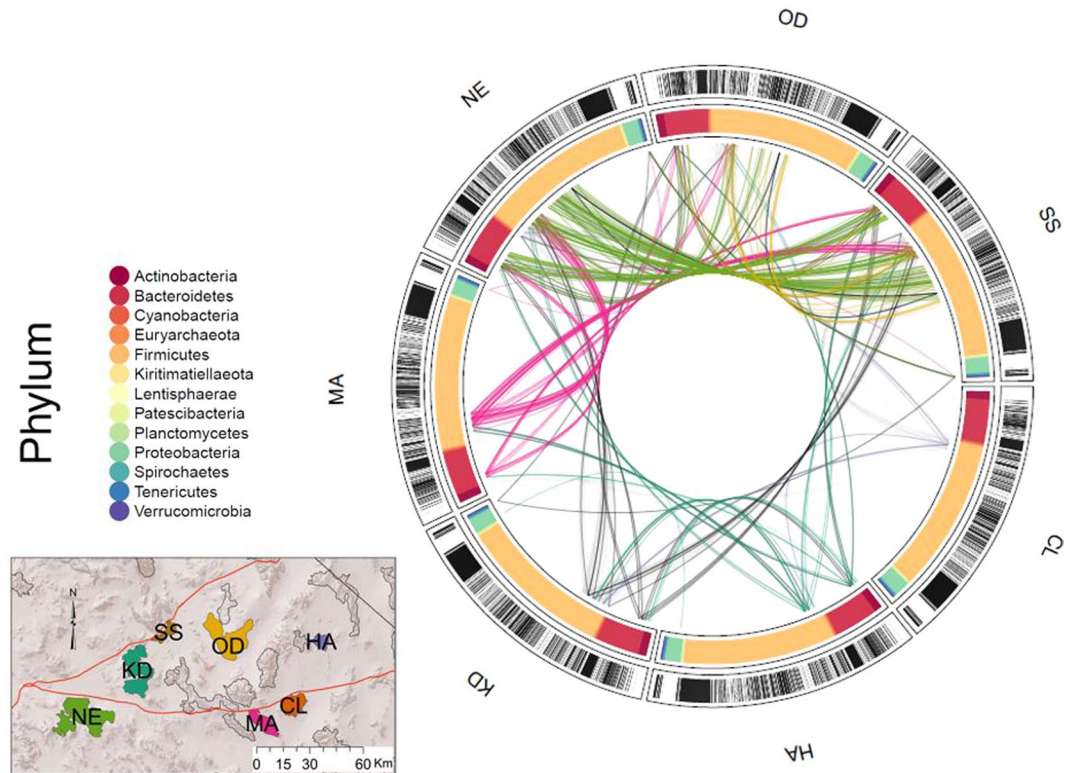 OD
NE
SS
MA
CL
KD
HA
Phylum
Actinobacteria
Bacteroidetes
Cyanobacteria
Euryarchaeota
Firmicutes
Kiritimatiellaeota
Lentisphaerae
Patescibacteria
Planctomycetes
Proteobacteria
Spirochaetes
Tenericutes
Verrucomicrobia
N
SS
OD
HA
KD
CL
NE
MA
0 15 30 60 Km